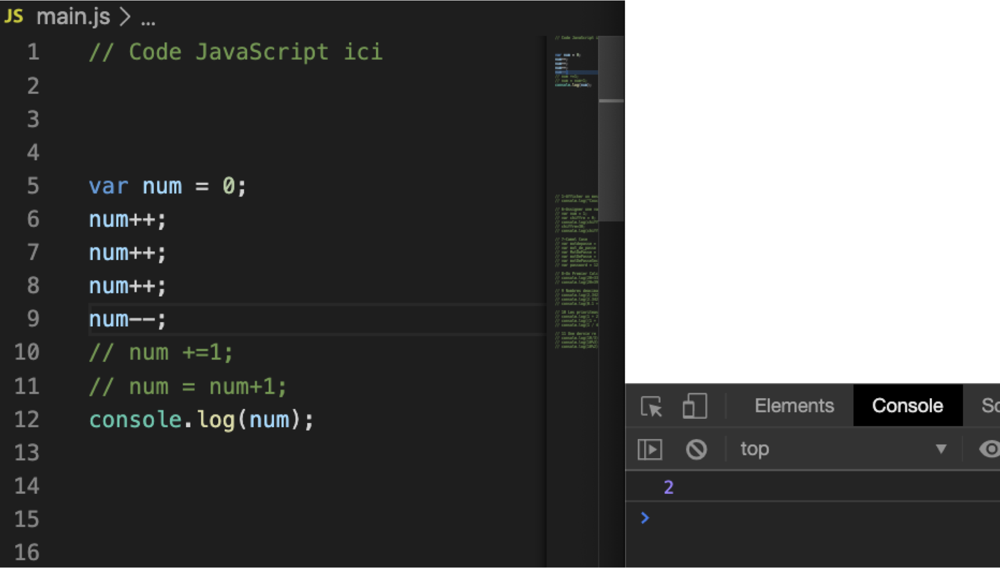 JS main.js > ...
1 // Code JavaScript ici
2
3
4
5 var num = 0;
6 num++;
7 num++;
8 num++;
9 num--;
10 // num +=1;
11 // num = num+1;
12 console.log(num);
13
14
15
16
Elements Console So
top
2